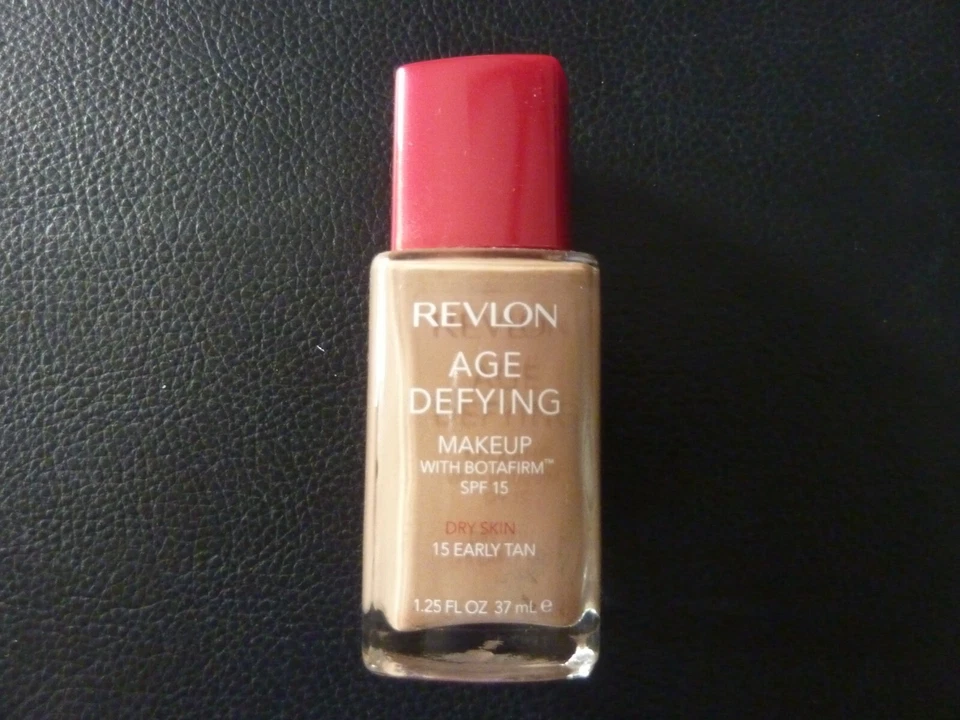 REVLON
AGE
DEFYING
MAKEUP
WITH BOTAFIRM™
SPF 15
DRY SKIN
15 EARLY TAN
1.25 FL OZ 37 mL ℮